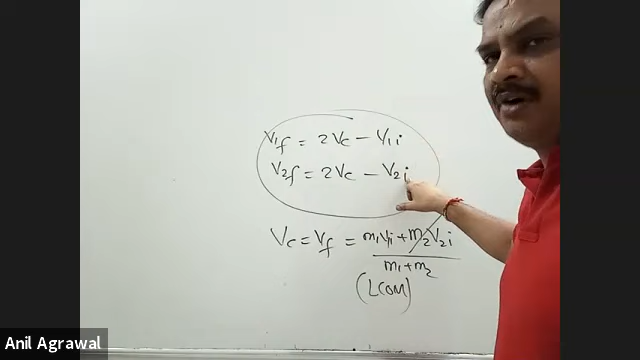 V1f = 2Vc - V1i
V2f = 2Vc - V2i
Vc = Vf = m1V1i + m2V2i
m1 + m2
(LCOM)
Anil Agrawal